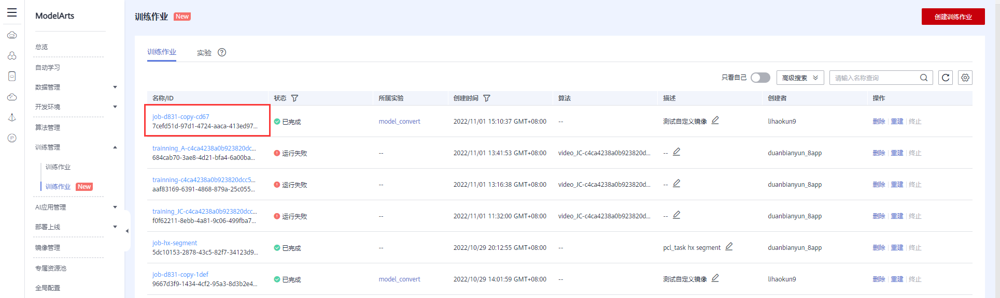 ModelArts
总览
自动学习
数据管理
开发环境
算法管理
训练管理
训练作业
训练作业 New
AI应用管理
部署上线
镜像管理
专属资源池
全局配置
训练作业 New
创建训练作业
训练作业 实验 ?
只看自己 高级搜索 请输入名称查询
名称/ID 状态 所属实验 创建时间 算法 描述 创建者 操作
job-d831-copy-cd67
7cefd51d-97d1-4724-aaca-413ed97...
已完成 model_convert 2022/11/01 15:10:37 GMT+08:00 -- 测试自定义镜像 lihaokun9 删除 重建 终止
trainning_A-c4ca4238a0b923820dc...
684cab70-3ae8-4d21-bfa4-6a00ba...
运行失败 -- 2022/11/01 13:41:53 GMT+08:00 video_JC-c4ca4238a0b923820d... -- duanbianyun_8app 删除 重建 终止
trainning-c4ca4238a0b923820dcc5...
aaf83169-6391-4868-879a-25c055...
运行失败 -- 2022/11/01 13:16:38 GMT+08:00 video_JC-c4ca4238a0b923820d... -- duanbianyun_8app 删除 重建 终止
training_JC-c4ca4238a0b923820dcc...
f0f62211-8ebb-4a81-9c06-499fba7...
运行失败 -- 2022/11/01 11:32:00 GMT+08:00 video_JC-c4ca4238a0b923820d... -- duanbianyun_8app 删除 重建 终止
job-hx-segment
5dc10153-2878-43c5-82f7-34123d9...
已完成 -- 2022/10/29 20:12:55 GMT+08:00 -- pcl_task hx segment duanbianyun_8app 删除 重建 终止
job-d831-copy-1def
9667d3f9-1434-4cf2-95a3-8d3b2e4...
已完成 model_convert 2022/10/29 14:01:59 GMT+08:00 -- 测试自定义镜像 lihaokun9 删除 重建 终止
IP